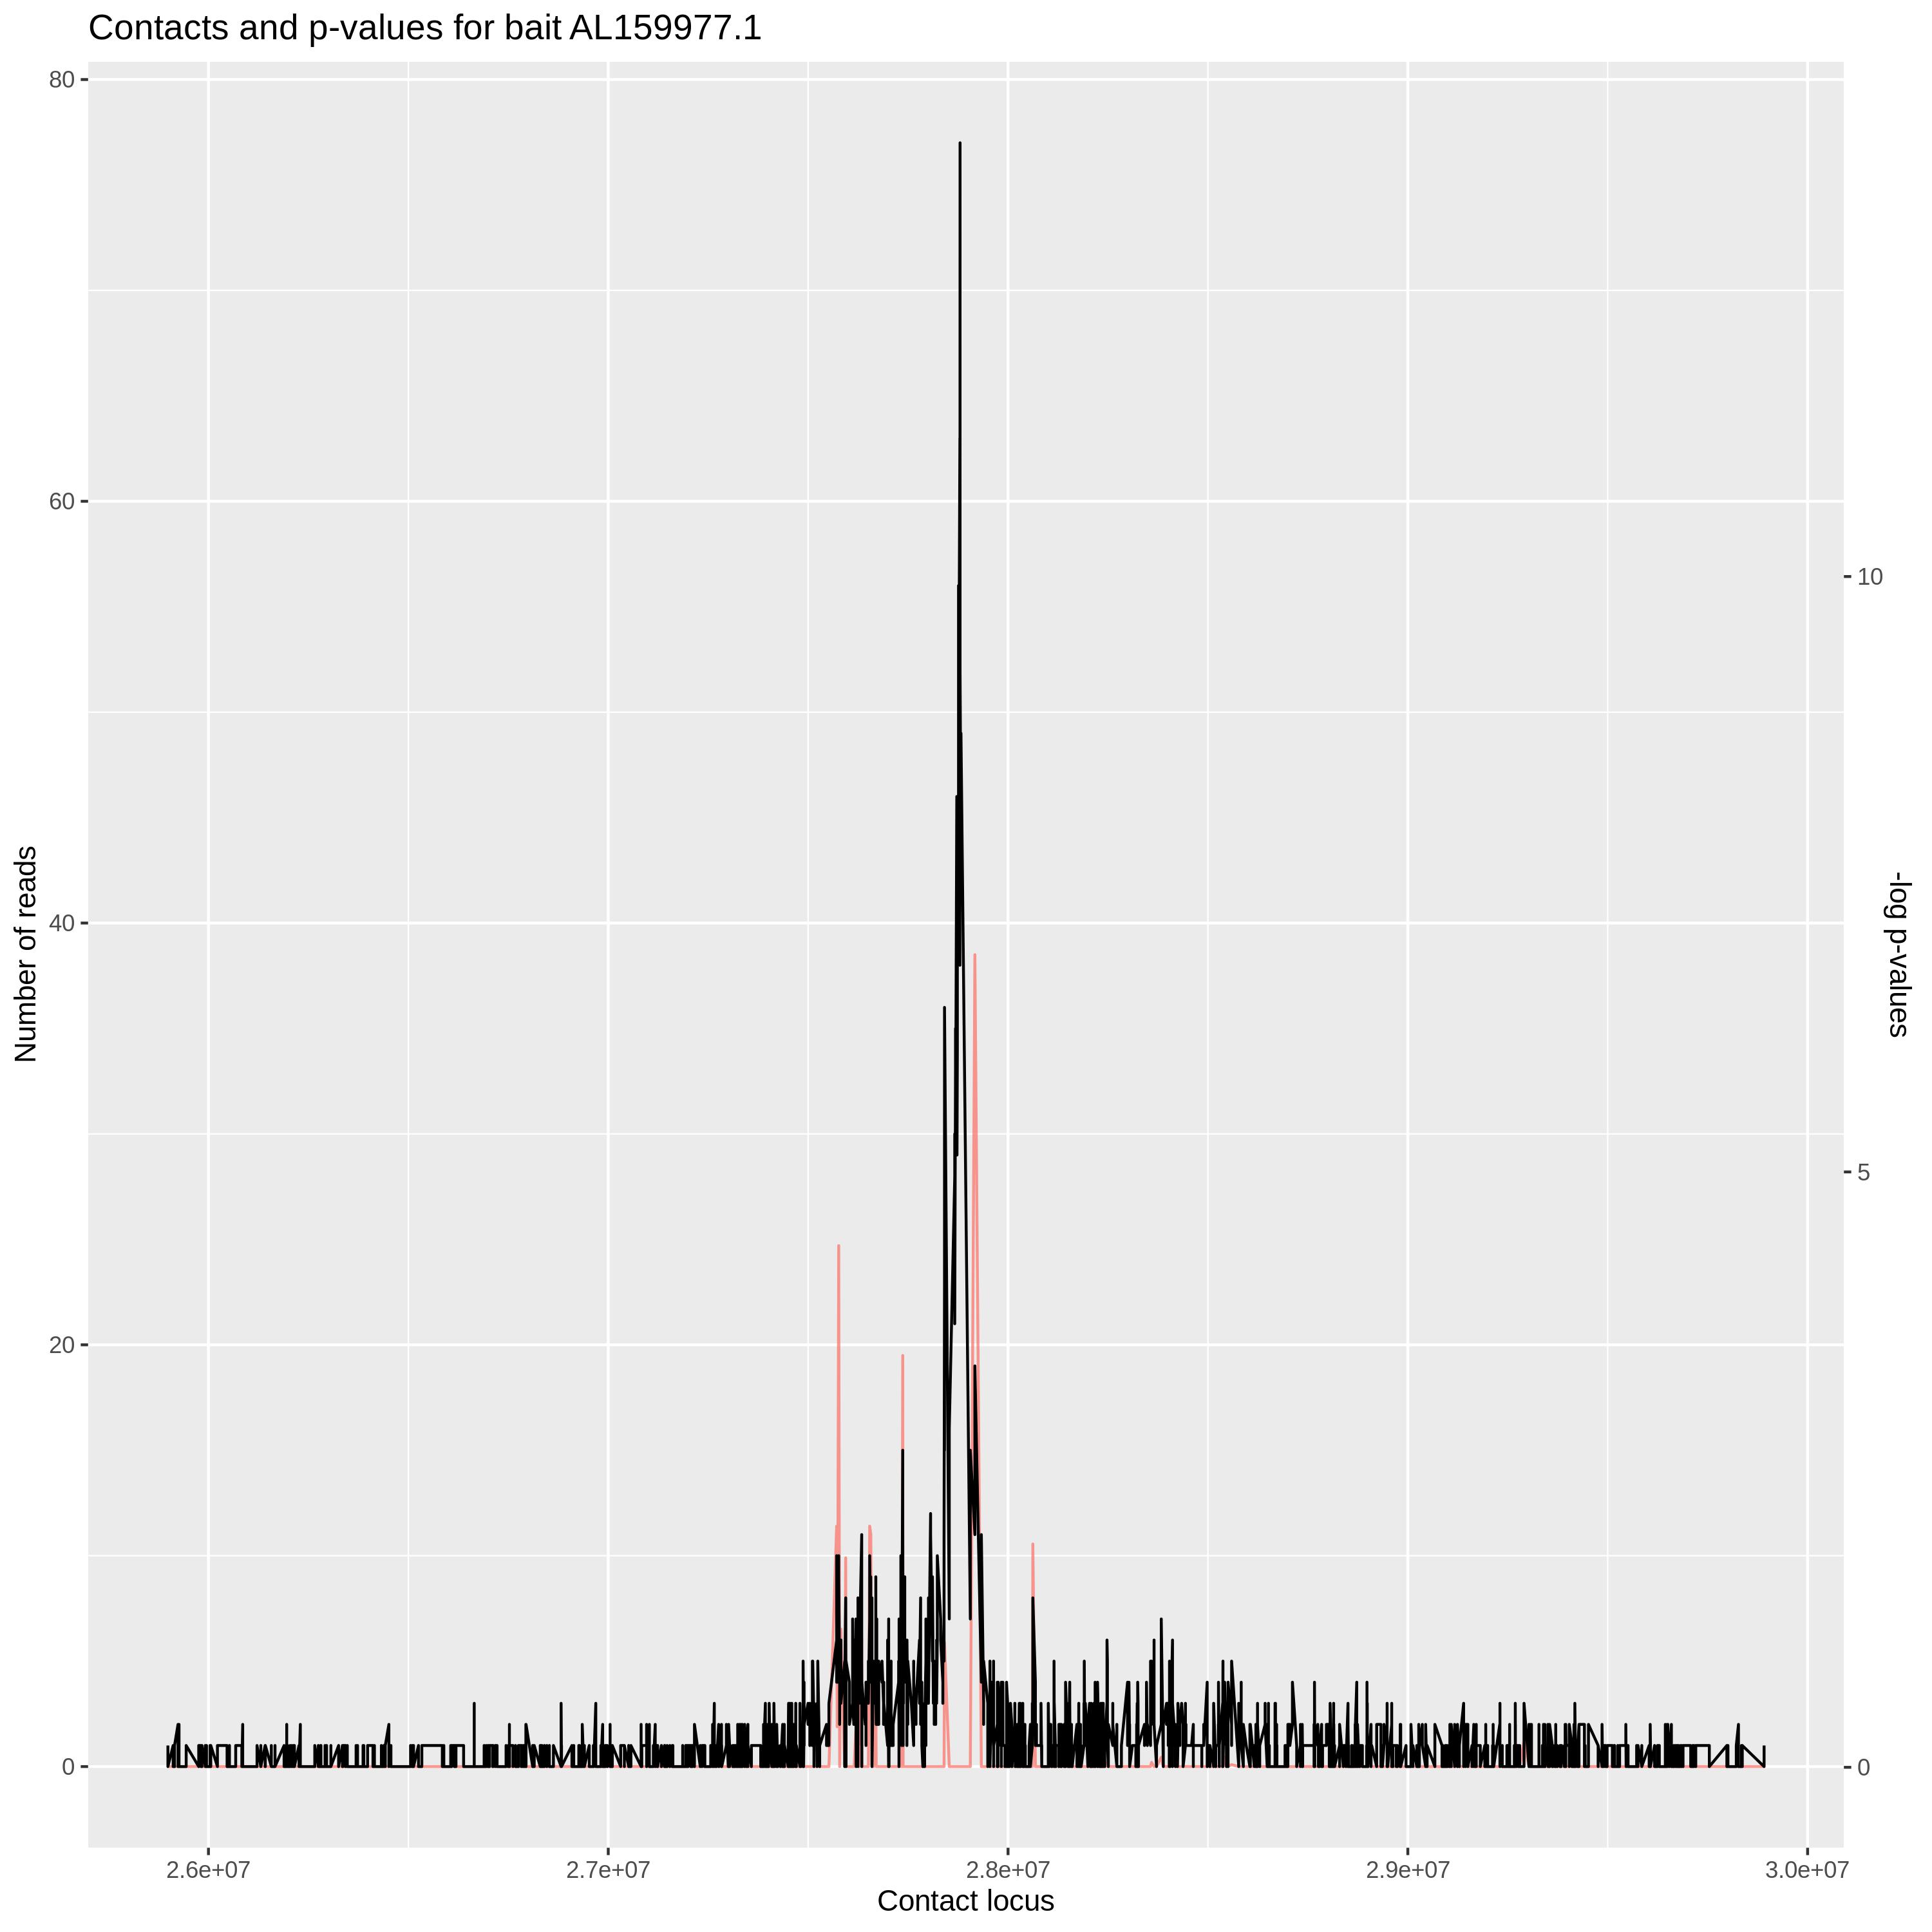 Contacts and p-values for bait AL159977.1
80
60
40
20
0
Number of reads
10
5
0
-log p-values
2.6e+07
2.7e+07
2.8e+07
2.9e+07
3.0e+07
Contact locus